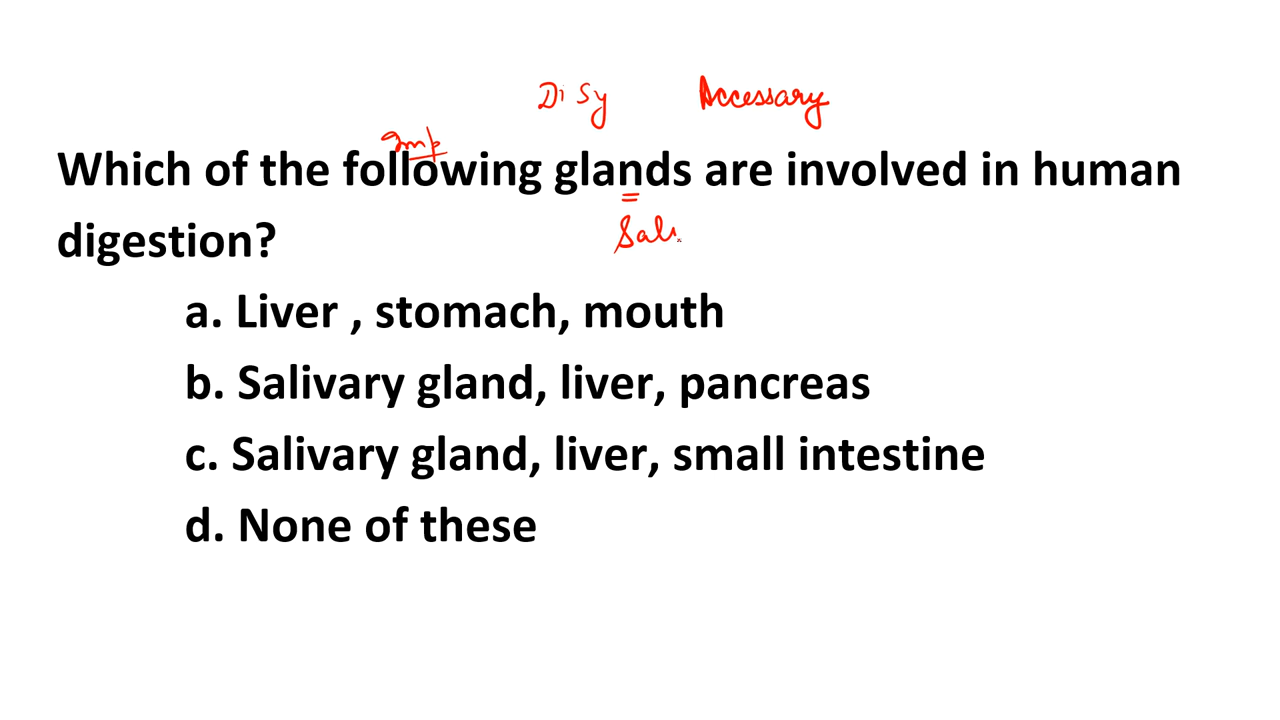 Di Sy Accessary
Imp
Which of the following glands are involved in human
digestion?
Sali
a. Liver , stomach, mouth
b. Salivary gland, liver, pancreas
c. Salivary gland, liver, small intestine
d. None of these